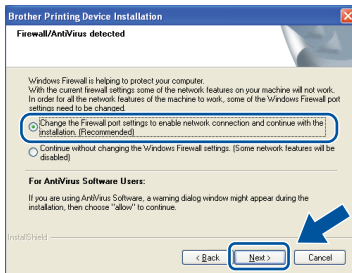 Brother Printing Device Installation
Firewall/AntiVirus detected
Windows Firewall is helping to protect your computer.
With the current firewall settings some of the network features on your machine will not work.
In order for all the network features of the machine to work, some of the Windows Firewall port
settings need to be changed.
Change the Firewall port settings to enable network connection and continue with the
installation. (Recommended)
Continue without changing the Windows Firewall settings. (Some network features will be
disabled)
For AntiVirus Software Users:
If you are using AntiVirus Software, a warning dialog window might appear during the
installation, then choose "allow" to continue.
InstallShield
< Back
Next >
Cancel